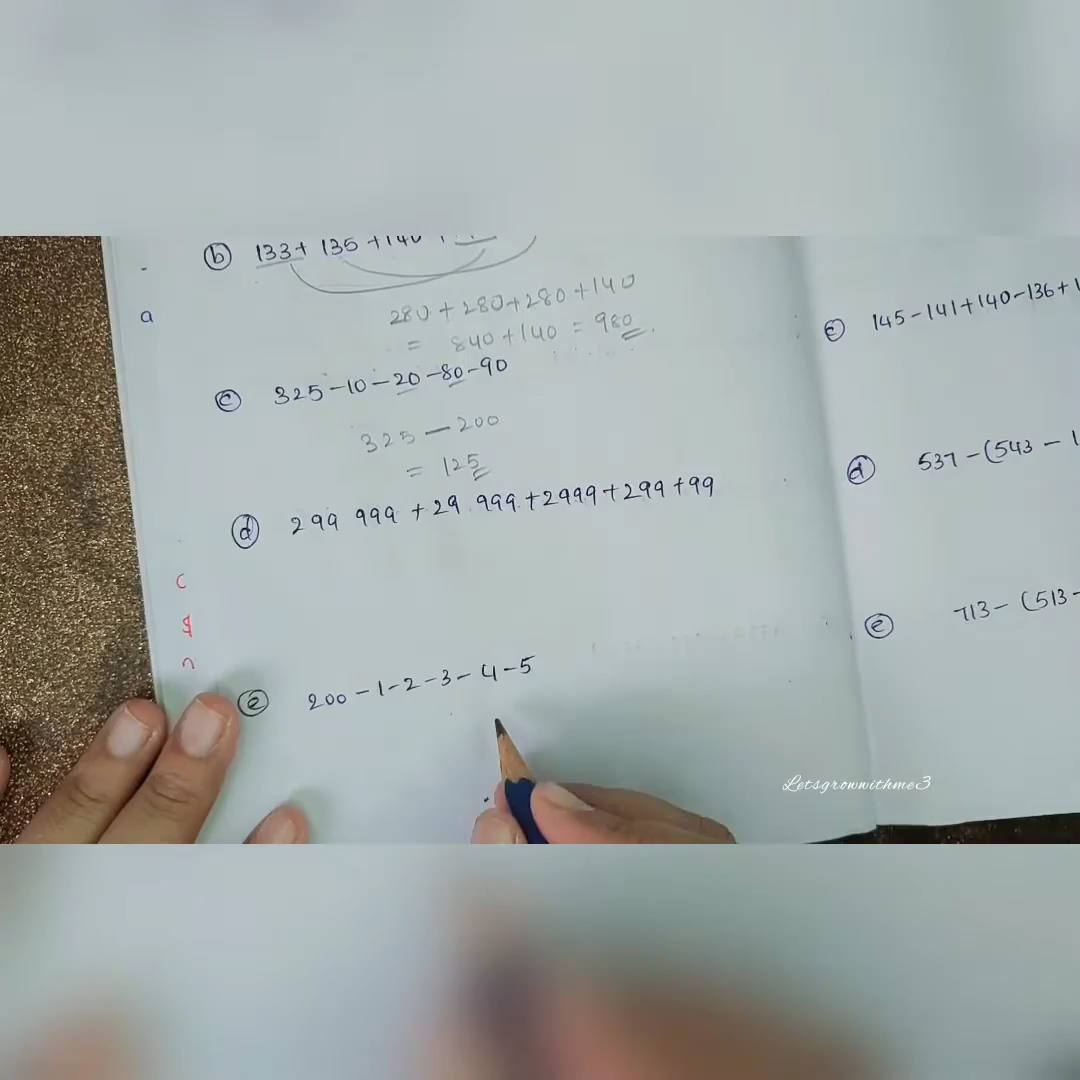 b 133+ 135 +140 +
280 + 280 + 280 + 140
= 840 + 140 = 980.
c 325 - 10 - 20 - 80 - 90
325 - 200
= 125
d 299 999 + 29 999 + 2999 + 299 + 99
e 200 - 1 - 2 - 3 - 4 - 5
a
c
n
c 145 - 141 + 140 - 136 + 1
d 537 - (543 - 1
e 713 - (513 -
Letsgrowwithme3